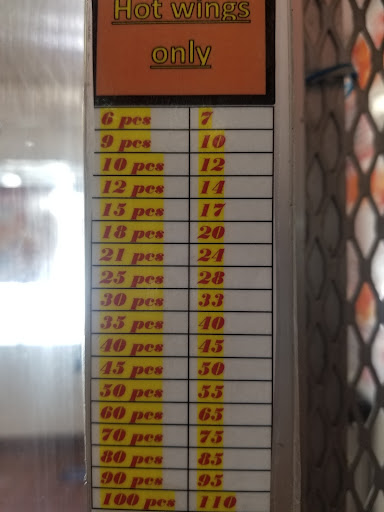 Hot wings
only
6 pcs 7
9 pcs 10
10 pcs 12
12 pcs 14
15 pcs 17
18 pcs 20
21 pcs 24
25 pcs 28
30 pcs 33
35 pcs 40
40 pcs 45
45 pcs 50
50 pcs 55
60 pcs 65
70 pcs 75
80 pcs 85
90 pcs 95
100 pcs 110